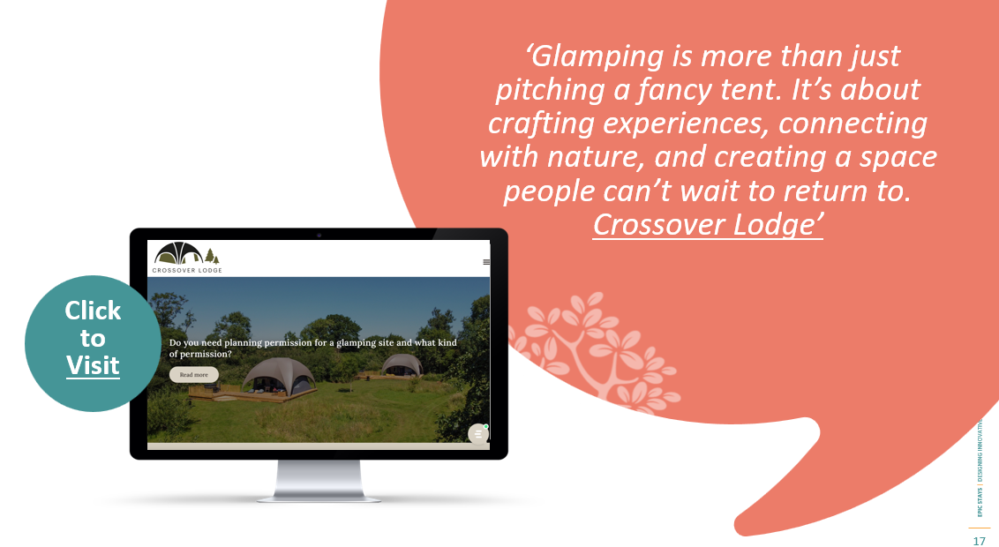 ‘Glamping is more than just
pitching a fancy tent. It’s about
crafting experiences, connecting
with nature, and creating a space
people can’t wait to return to.
Crossover Lodge’
CROSSOVER LODGE
Do you need planning permission for a glamping site and what kind
of permission?
Read more
Click
to
Visit
EPIC STAYS | DESIGNING INNOVATIVE
17